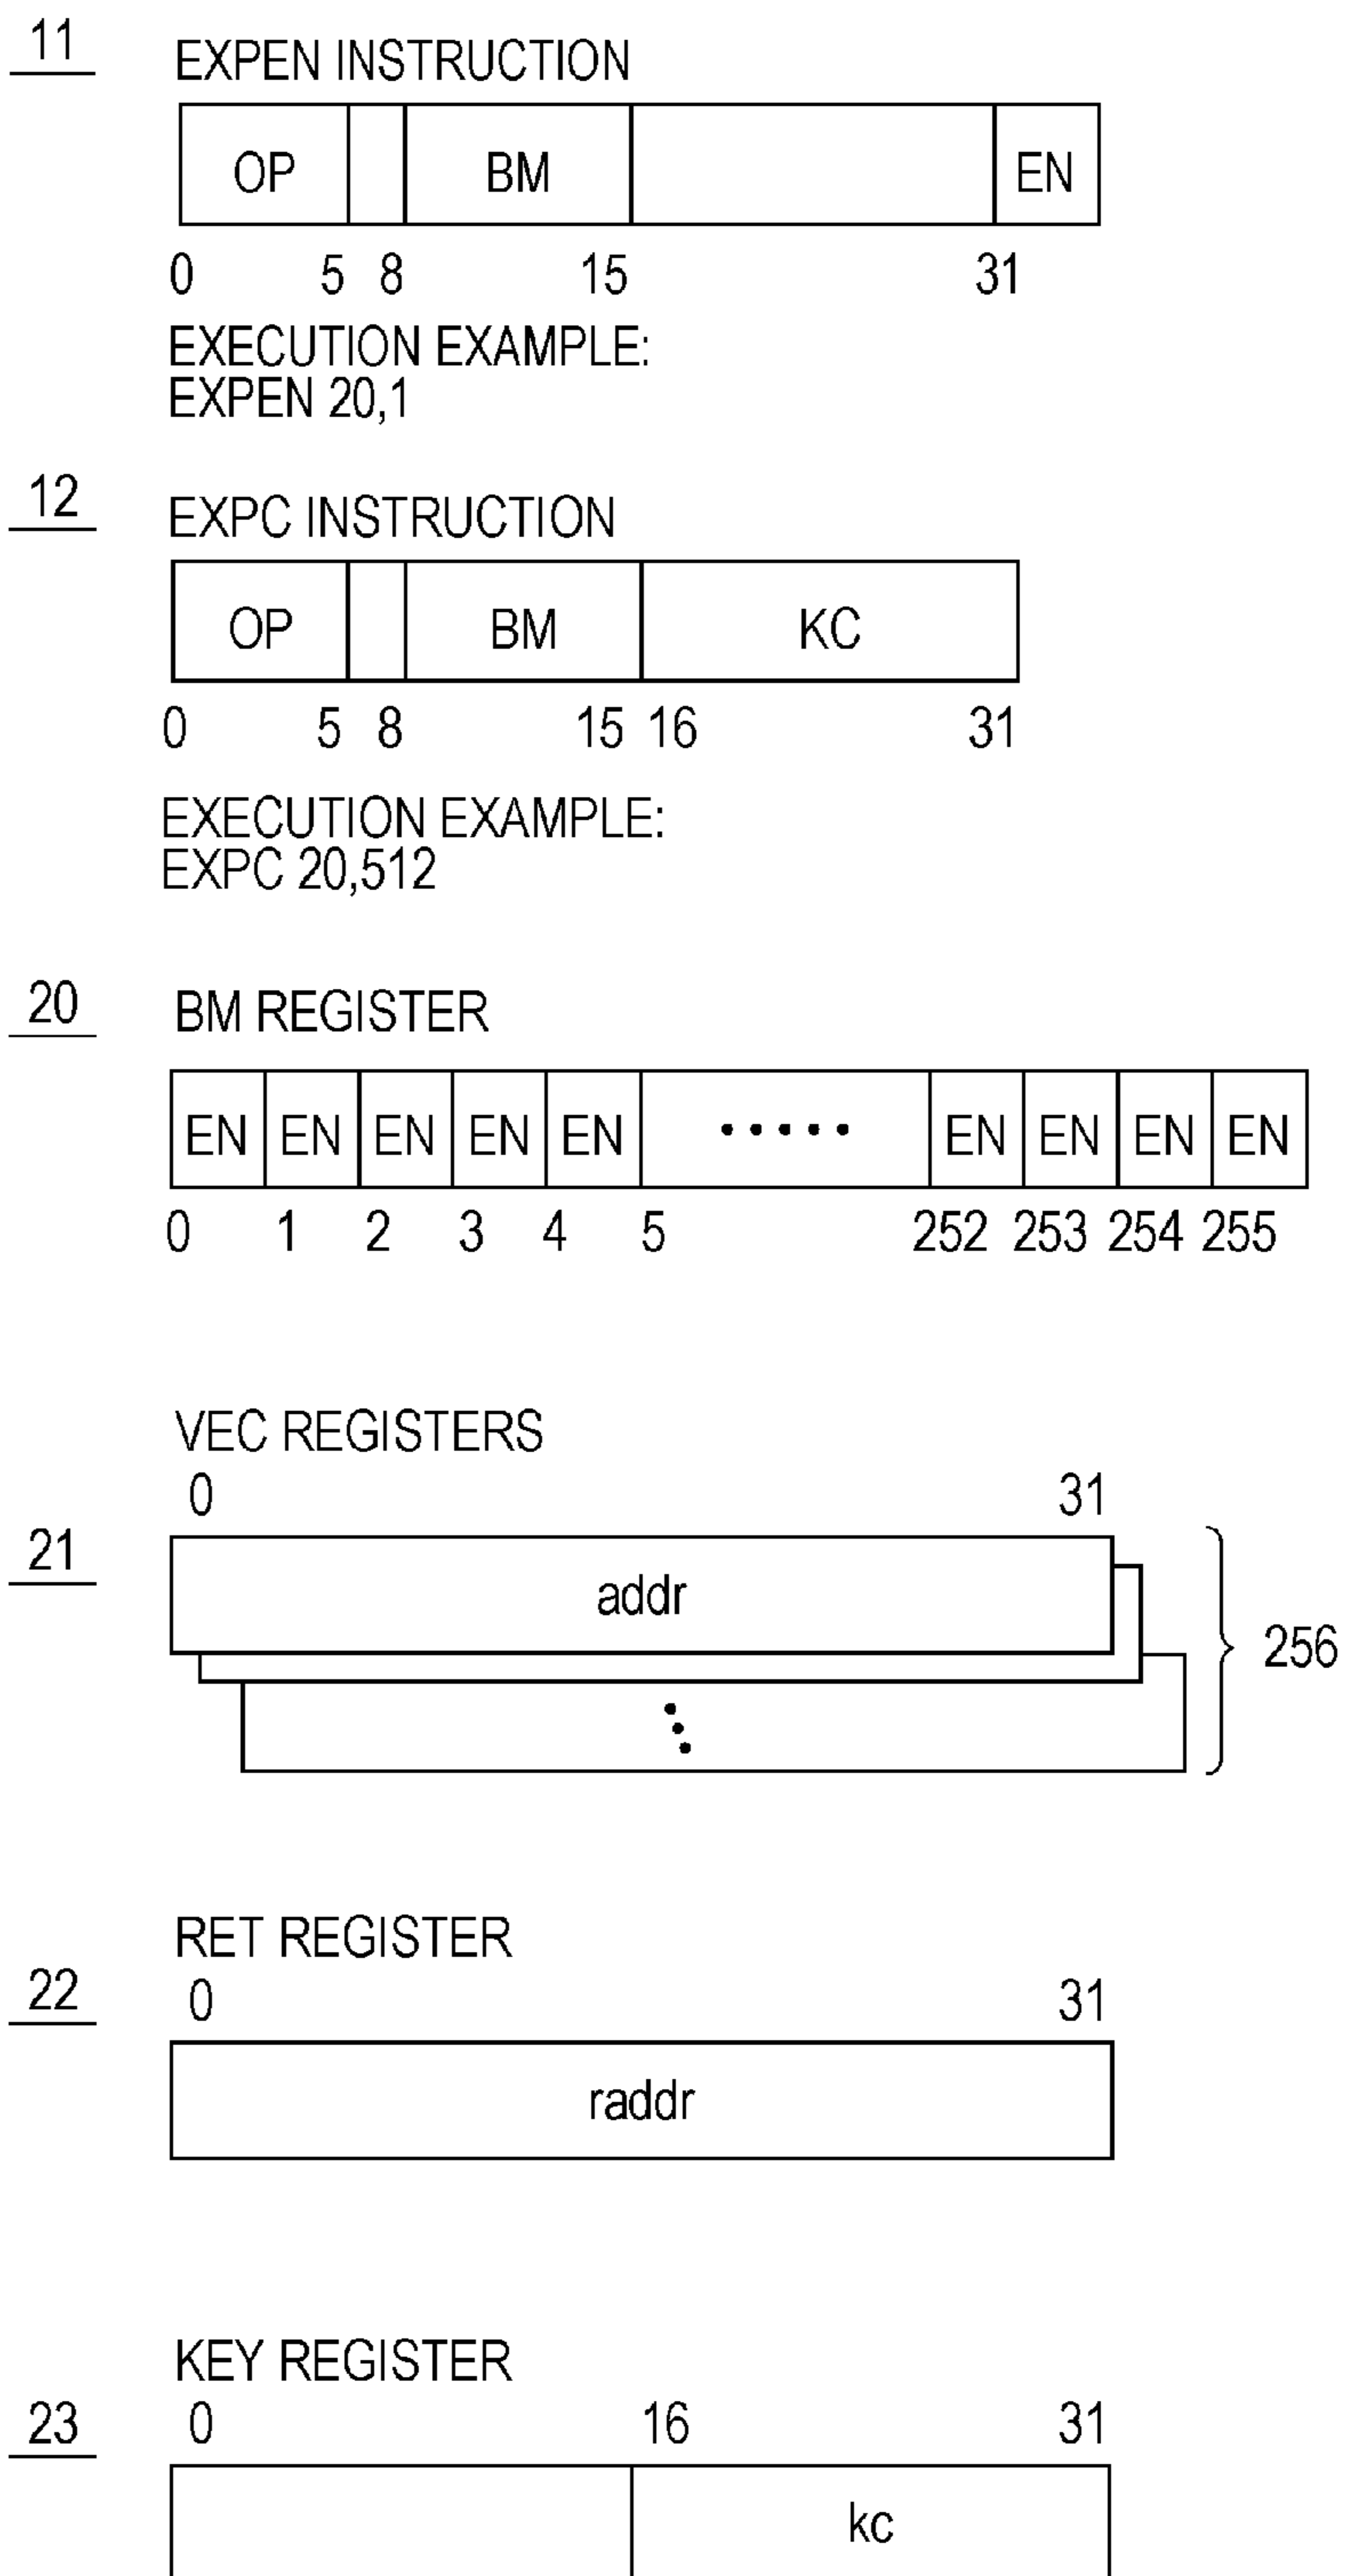 11
EXPEN INSTRUCTION
OP BM EN
0 5 8 15 31
EXECUTION EXAMPLE:
EXPEN 20,1
12
EXPC INSTRUCTION
OP BM KC
0 5 8 15 16 31
EXECUTION EXAMPLE:
EXPC 20,512
20
BM REGISTER
EN EN EN EN EN ····· EN EN EN EN
0 1 2 3 4 5 252 253 254 255
VEC REGISTERS
0 31
21
addr
256
RET REGISTER
22
0 31
raddr
KEY REGISTER
23
0 16 31
kc